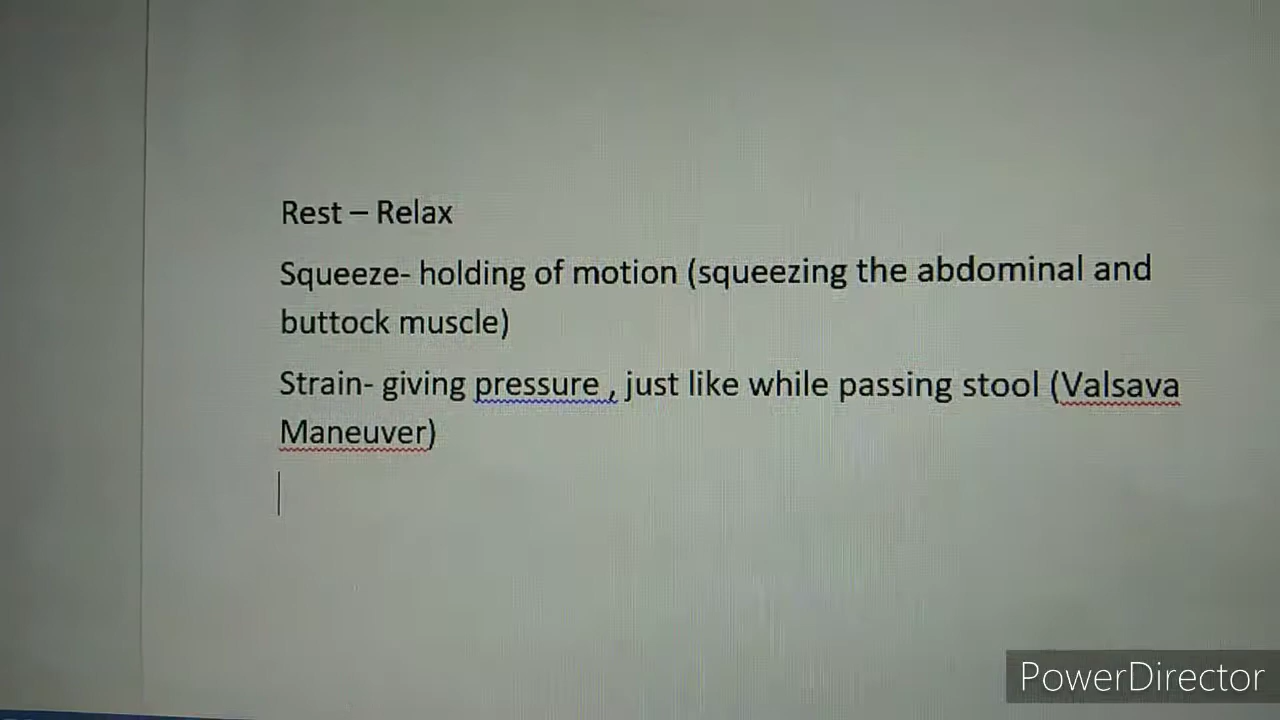 Rest – Relax
Squeeze- holding of motion (squeezing the abdominal and
buttock muscle)
Strain- giving pressure , just like while passing stool (Valsava
Maneuver)
PowerDirector